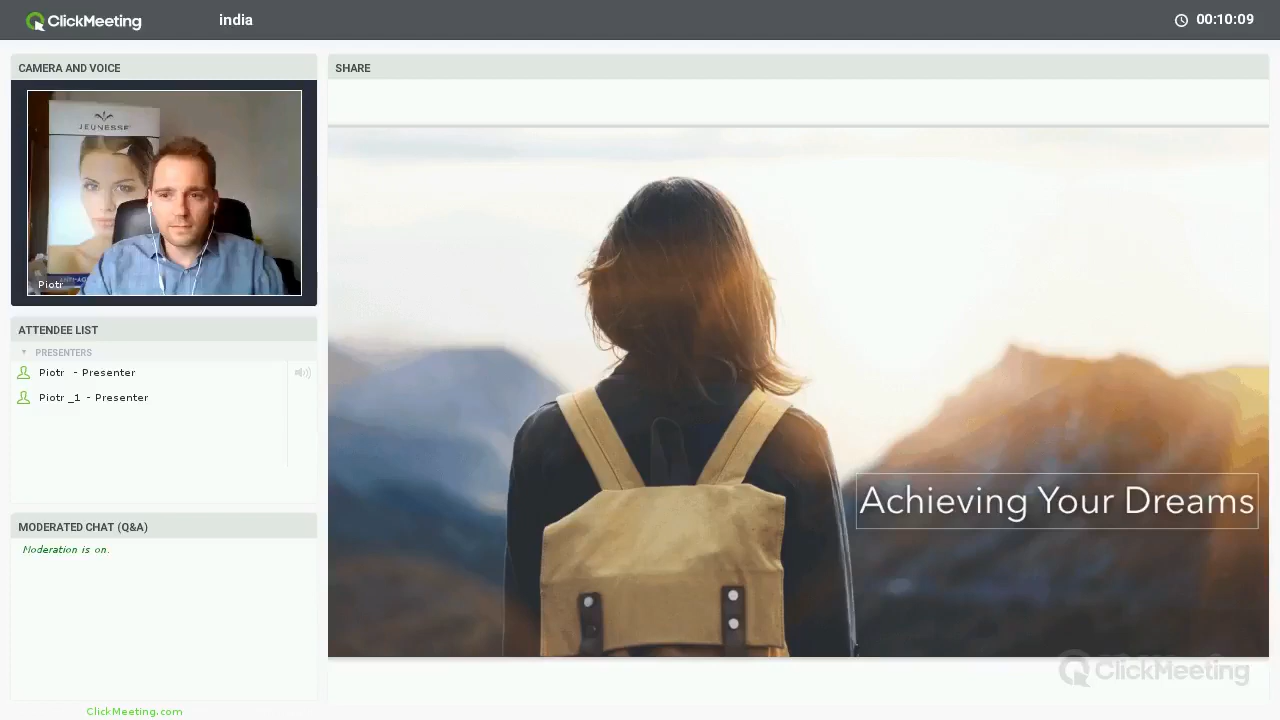 ClickMeeting
india
00:10:09
CAMERA AND VOICE
JEUNESSE
Piotr
SHARE
Achieving Your Dreams
ATTENDEE LIST
PRESENTERS
Piotr - Presenter
Piotr _1 - Presenter
MODERATED CHAT (Q&A)
Moderation is on.
ClickMeeting
ClickMeeting.com